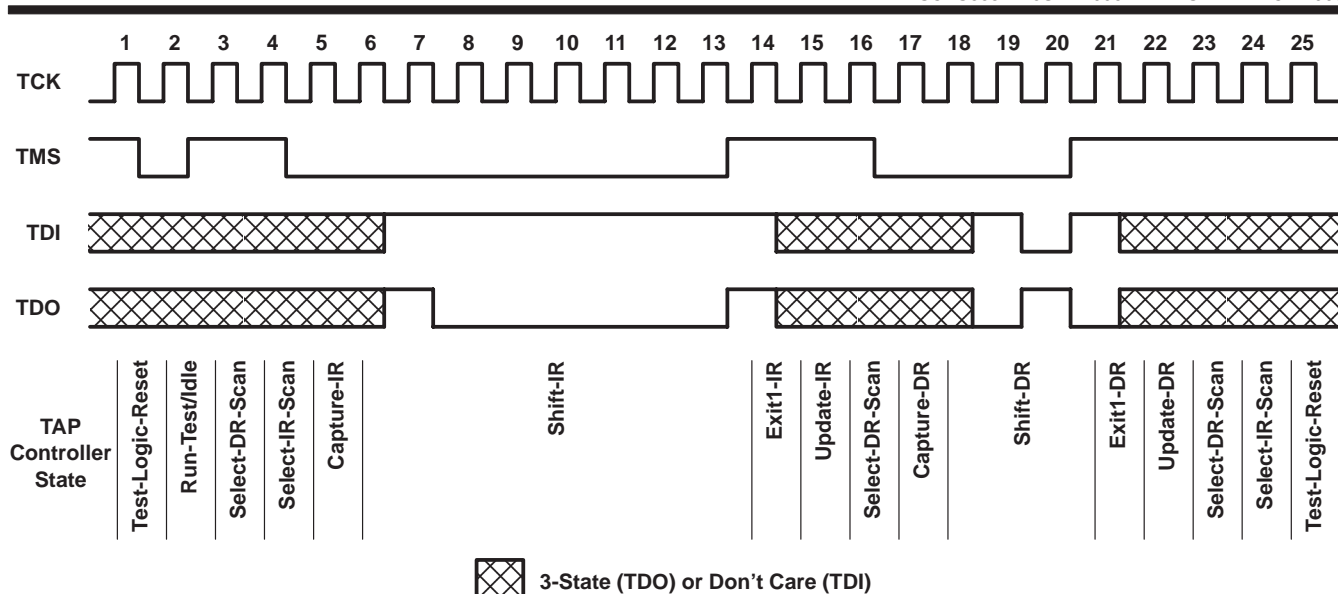 1 2 3 4 5 6 7 8 9 10 11 12 13 14 15 16 17 18 19 20 21 22 23 24 25
TCK
TMS
TDI
TDO
TAP
Controller
State
Test-Logic-Reset
Run-Test/Idle
Select-DR-Scan
Select-IR-Scan
Capture-IR
Shift-IR
Exit1-IR
Update-IR
Select-DR-Scan
Capture-DR
Shift-DR
Exit1-DR
Update-DR
Select-DR-Scan
Select-IR-Scan
Test-Logic-Reset
3-State (TDO) or Don’t Care (TDI)